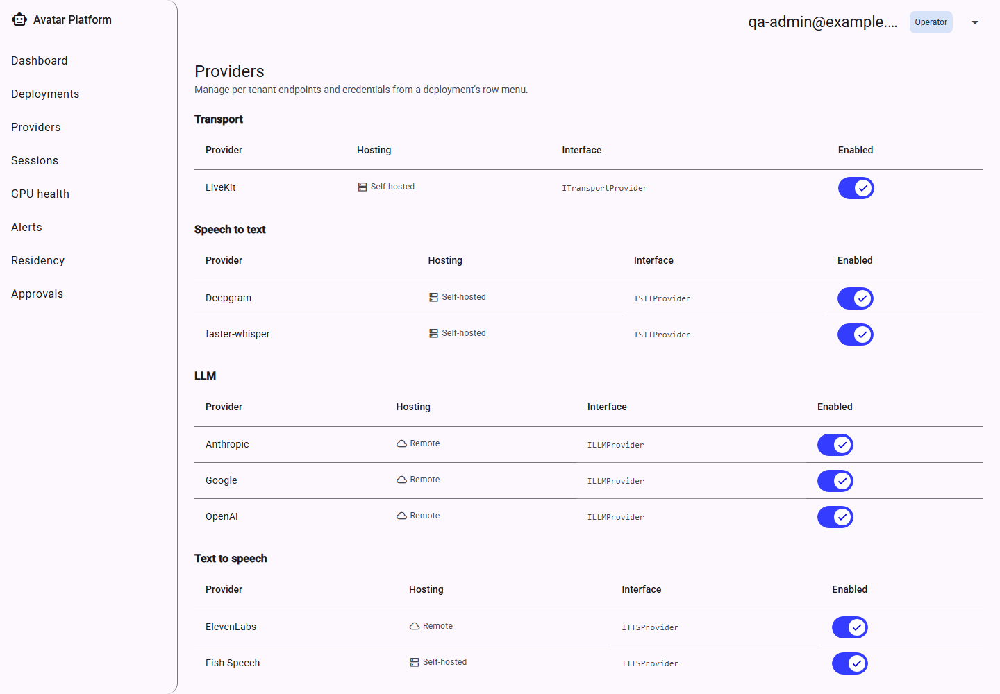 Avatar Platform
qa-admin@example.... Operator
Dashboard
Deployments
Providers
Sessions
GPU health
Alerts
Residency
Approvals
Providers
Manage per-tenant endpoints and credentials from a deployment's row menu.
Transport
Provider Hosting Interface Enabled
LiveKit Self-hosted ITransportProvider
Speech to text
Provider Hosting Interface Enabled
Deepgram Self-hosted ISTTProvider
faster-whisper Self-hosted ISTTProvider
LLM
Provider Hosting Interface Enabled
Anthropic Remote ILLMProvider
Google Remote ILLMProvider
OpenAI Remote ILLMProvider
Text to speech
Provider Hosting Interface Enabled
ElevenLabs Remote ITTSProvider
Fish Speech Self-hosted ITTSProvider